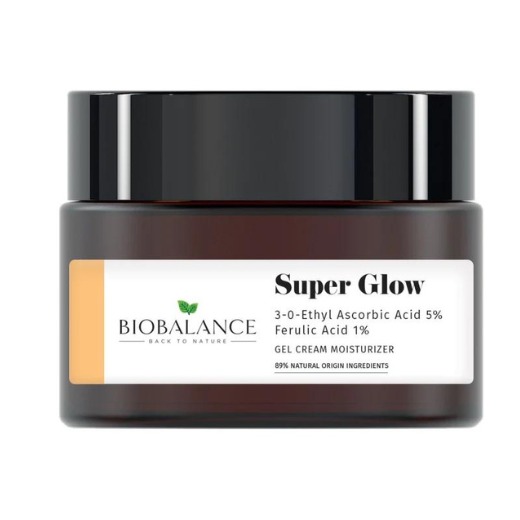 Super Glow
3-0-Ethyl Ascorbic Acid 5%
Ferulic Acid 1%
GEL CREAM MOISTURIZER
89% NATURAL ORIGIN INGREDIENTS
BIOBALANCE
BACK TO NATURE